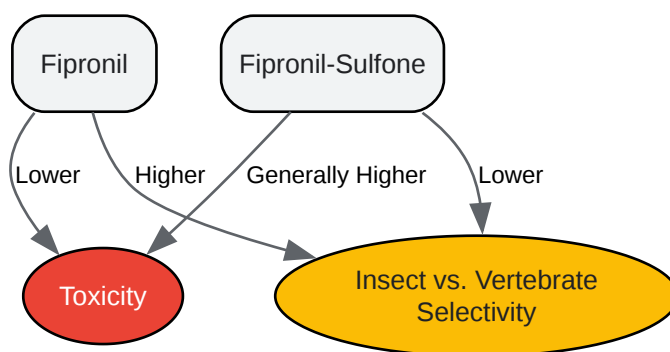 Fipronil
Fipronil-Sulfone
Lower
Higher
Generally Higher
Lower
Toxicity
Insect vs. Vertebrate
Selectivity